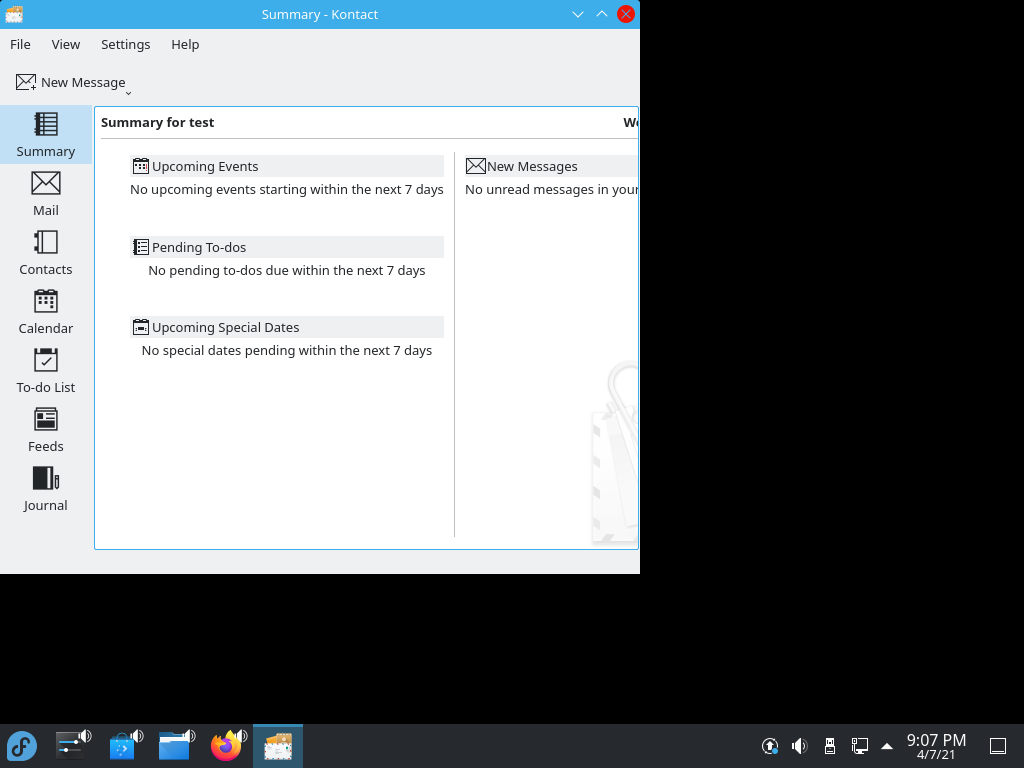 Summary - Kontact
File View Settings Help
New Message
Summary
Mail
Contacts
Calendar
To-do List
Feeds
Journal
Summary for test
Upcoming Events
No upcoming events starting within the next 7 days
Pending To-dos
No pending to-dos due within the next 7 days
Upcoming Special Dates
No special dates pending within the next 7 days
New Messages
No unread messages in your
9:07 PM
4/7/21